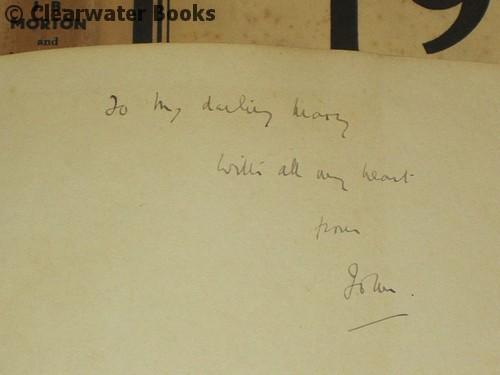 © Clearwater Books
J. B.
MORTON
and
19
To my darling Mary
With all my heart
from
John.